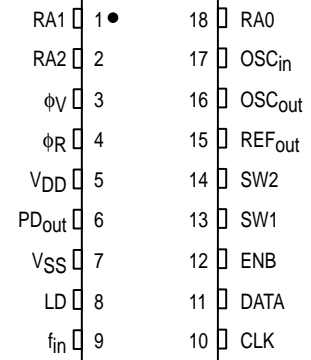 RA1 1 18 RA0
RA2 2 17 OSCin
ϕV 3 16 OSCout
ϕR 4 15 REFout
VDD 5 14 SW2
PDout 6 13 SW1
VSS 7 12 ENB
LD 8 11 DATA
fin 9 10 CLK